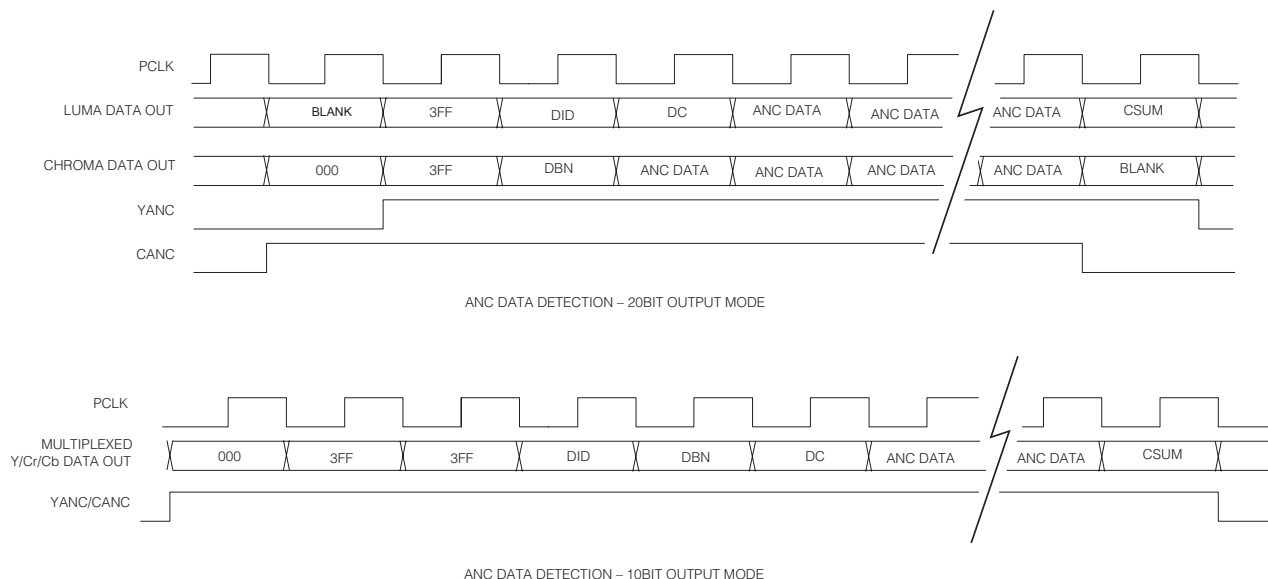 PCLK
LUMA DATA OUT BLANK 3FF DID DC ANC DATA ANC DATA ANC DATA CSUM
CHROMA DATA OUT 000 3FF DBN ANC DATA ANC DATA ANC DATA ANC DATA BLANK
YANC
CANC
ANC DATA DETECTION – 20BIT OUTPUT MODE
PCLK
MULTIPLEXED
Y/Cr/Cb DATA OUT 000 3FF 3FF DID DBN DC ANC DATA ANC DATA CSUM
YANC/CANC
ANC DATA DETECTION – 10BIT OUTPUT MODE